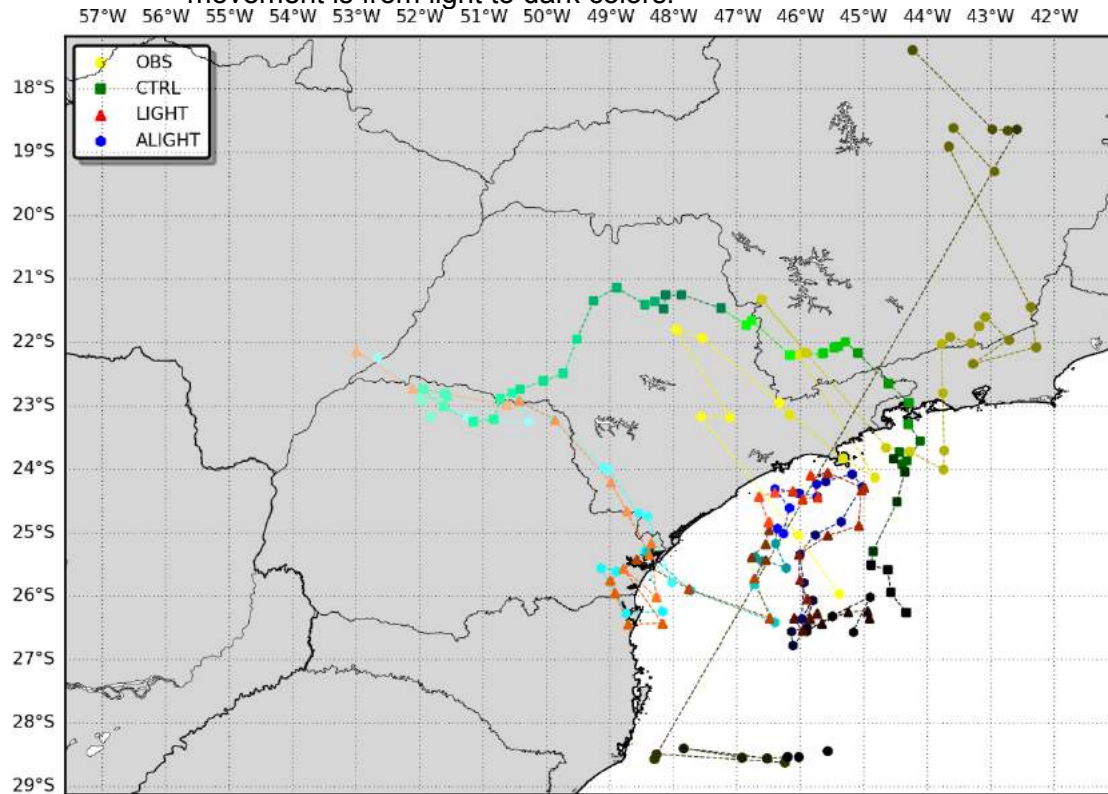 movement is from light to dark colors.
57°W 56°W 55°W 54°W 53°W 52°W 51°W 50°W 49°W 48°W 47°W 46°W 45°W 44°W 43°W 42°W
OBS
CTRL
LIGHT
ALIGHT
18°S
19°S
20°S
21°S
22°S
23°S
24°S
25°S
26°S
27°S
28°S
29°S